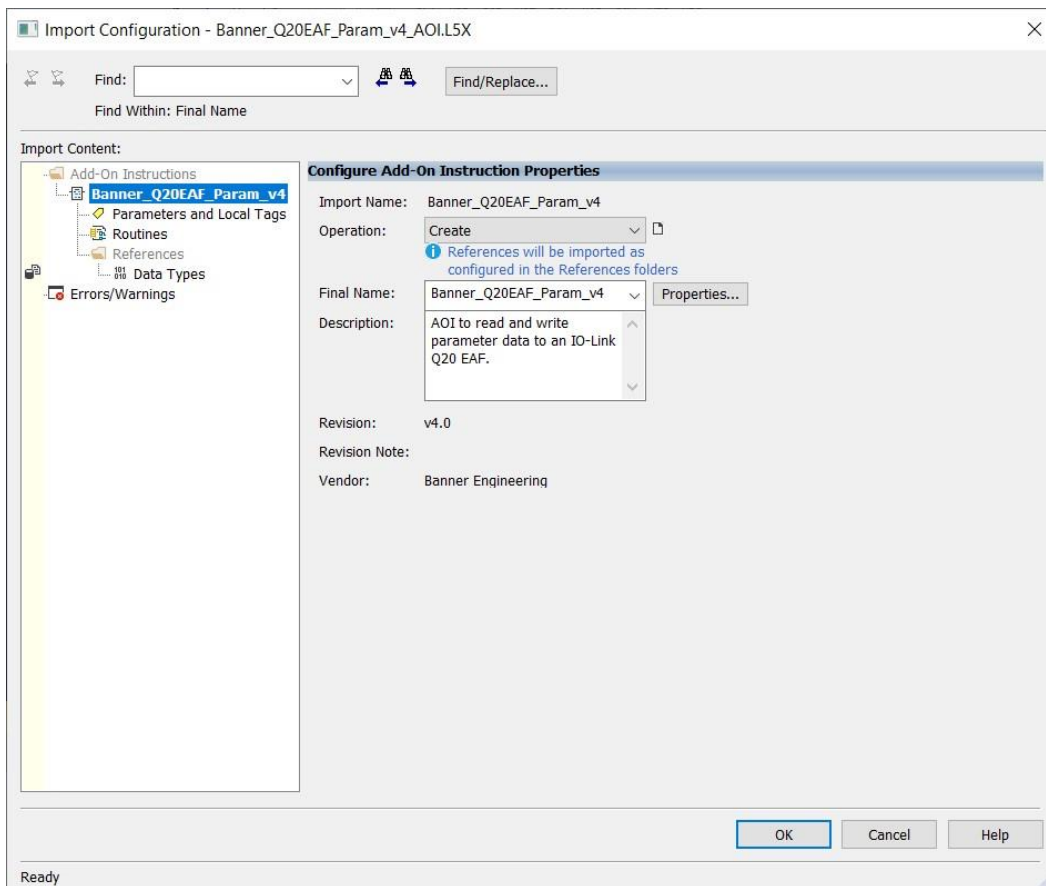 Import Configuration - Banner_Q20EAF_Param_v4_AOI.L5X
Find:
Find/Replace...
Find Within: Final Name
Import Content:
Add-On Instructions
Banner_Q20EAF_Param_v4
Parameters and Local Tags
Routines
References
Data Types
Errors/Warnings
Configure Add-On Instruction Properties
Import Name: Banner_Q20EAF_Param_v4
Operation: Create
References will be imported as
configured in the References folders
Final Name: Banner_Q20EAF_Param_v4 Properties...
Description: AOI to read and write
parameter data to an IO-Link
Q20 EAF.
Revision: v4.0
Revision Note:
Vendor: Banner Engineering
OK Cancel Help
Ready